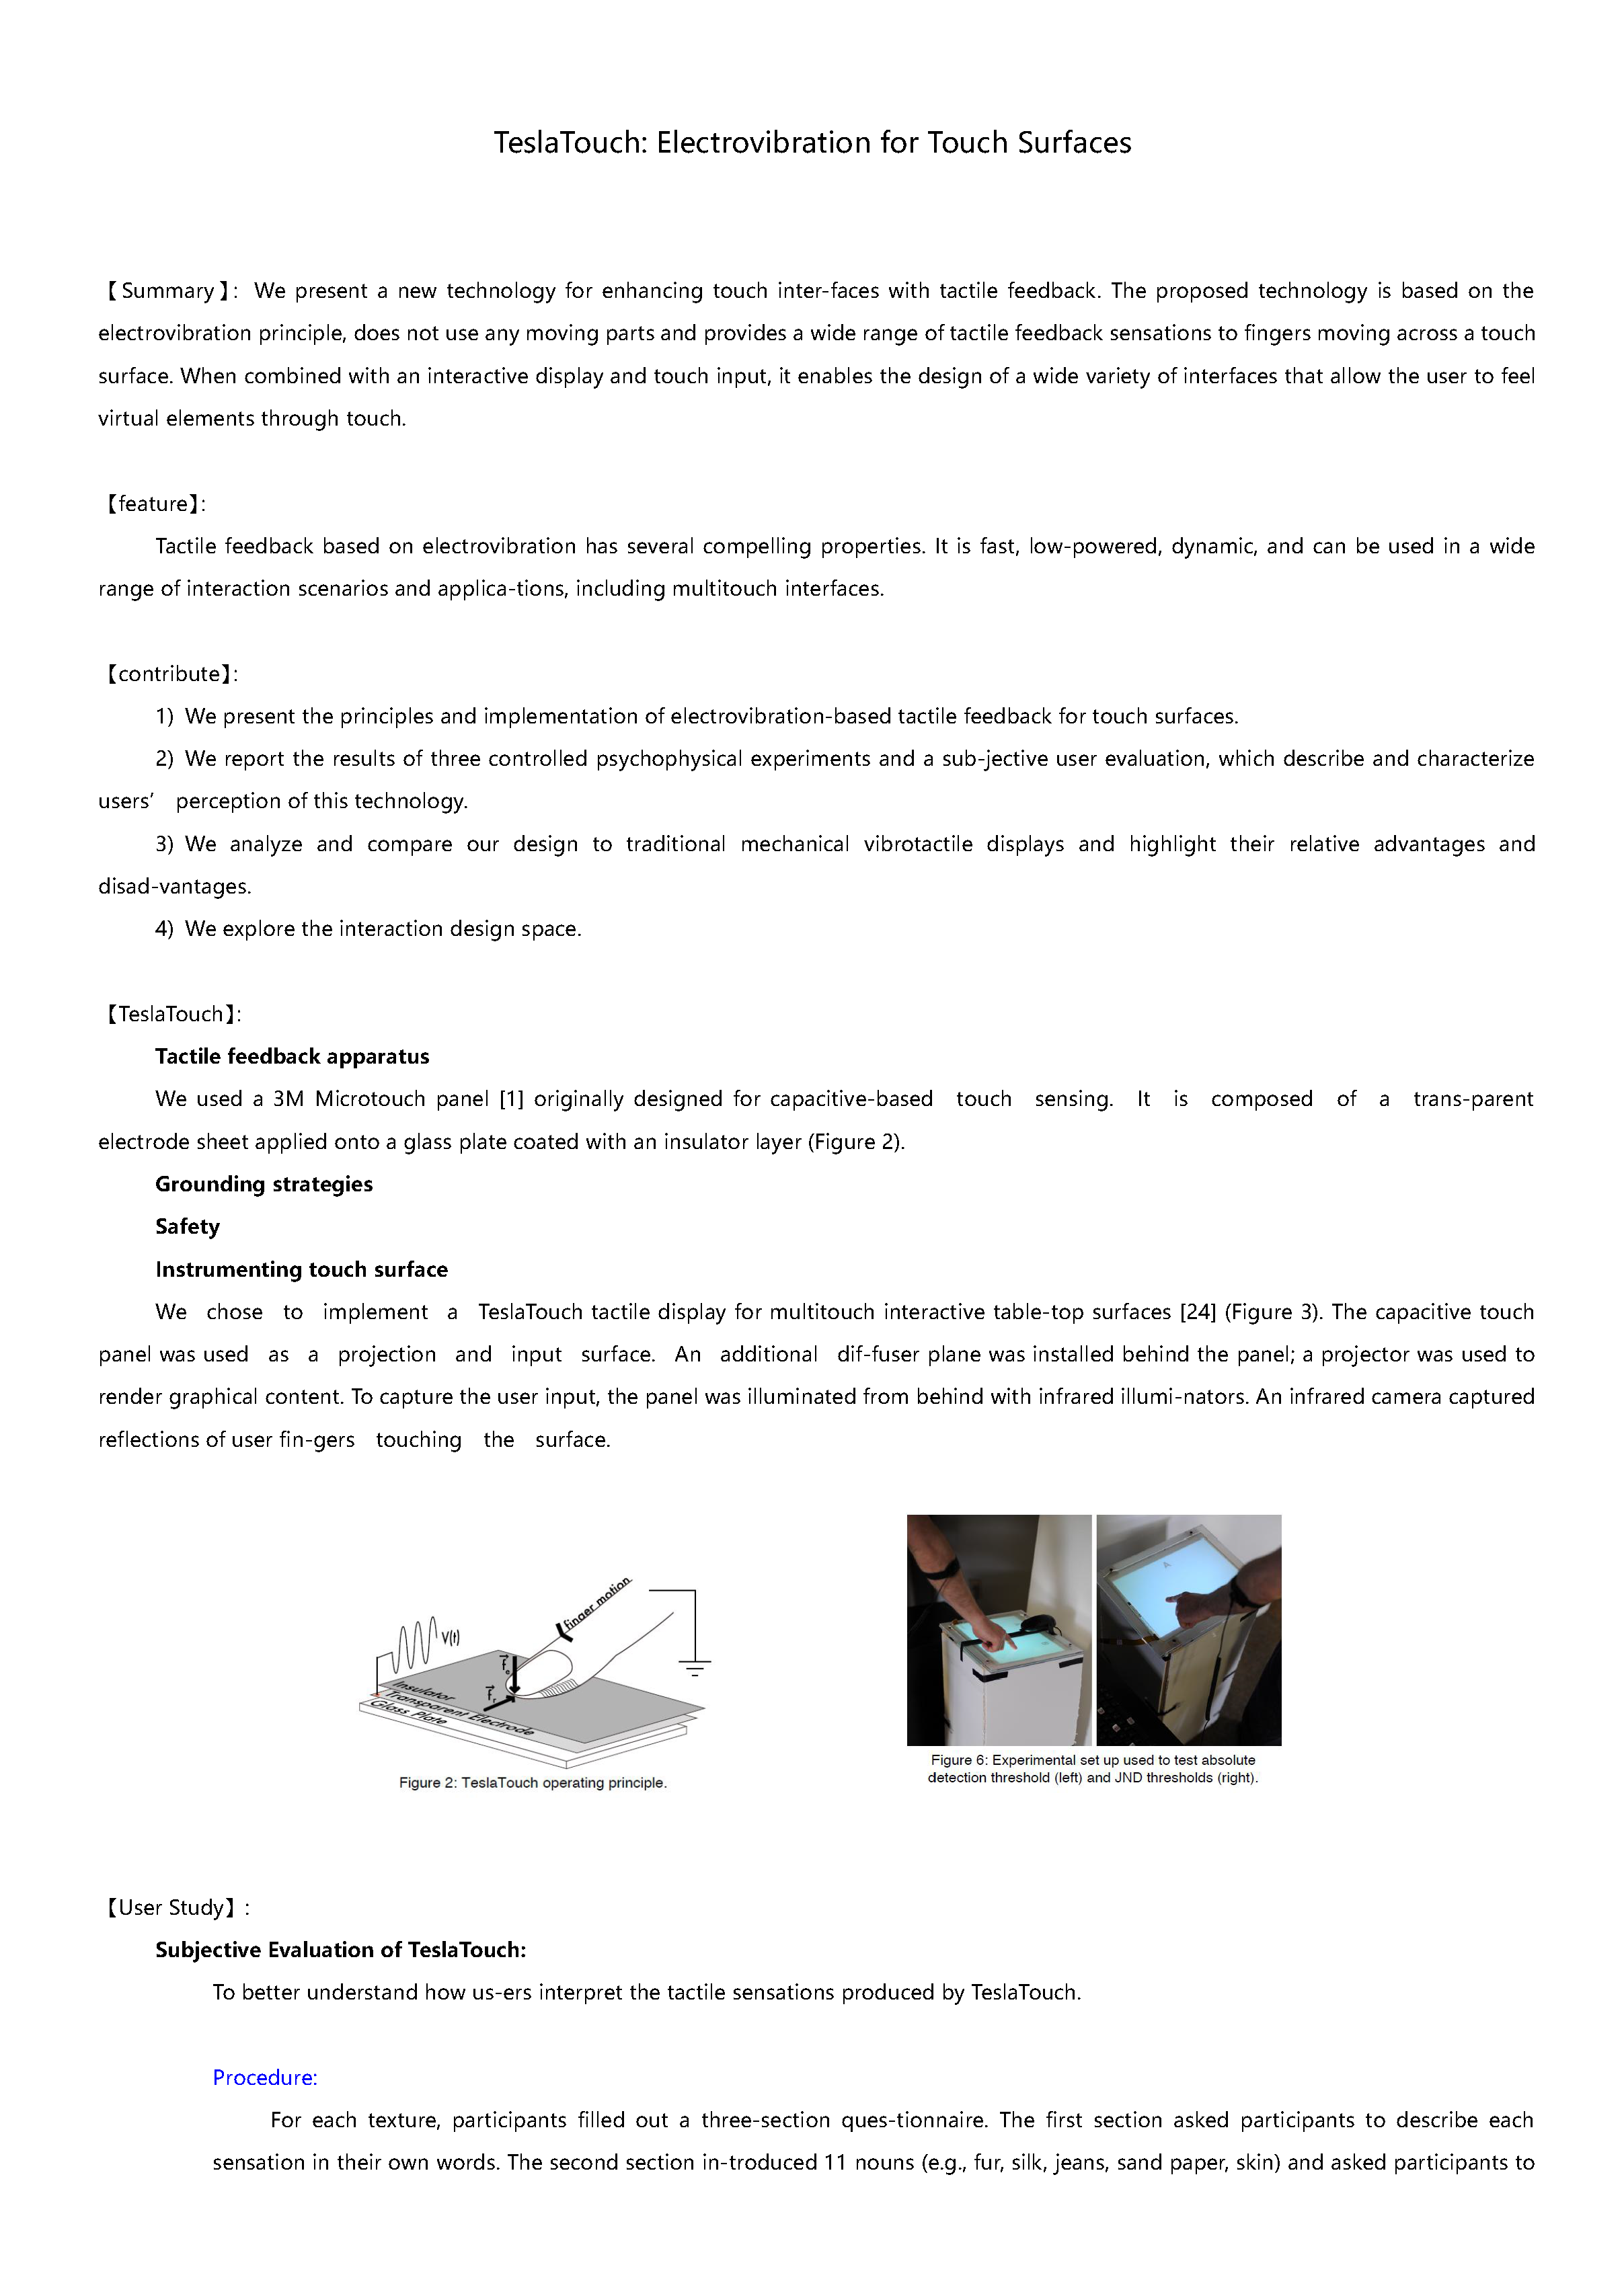 TeslaTouch: Electrovibration for Touch Surfaces
【Summary】: We present a new technology for enhancing touch inter-faces with tactile feedback. The proposed technology is based on the
electrovibration principle, does not use any moving parts and provides a wide range of tactile feedback sensations to fingers moving across a touch
surface. When combined with an interactive display and touch input, it enables the design of a wide variety of interfaces that allow the user to feel
virtual elements through touch.
【feature】:
Tactile feedback based on electrovibration has several compelling properties. It is fast, low-powered, dynamic, and can be used in a wide
range of interaction scenarios and applica-tions, including multitouch interfaces.
【contribute】:
1) We present the principles and implementation of electrovibration-based tactile feedback for touch surfaces.
2) We report the results of three controlled psychophysical experiments and a sub-jective user evaluation, which describe and characterize
users’ perception of this technology.
3) We analyze and compare our design to traditional mechanical vibrotactile displays and highlight their relative advantages and
disad-vantages.
4) We explore the interaction design space.
【TeslaTouch】:
Tactile feedback apparatus
We used a 3M Microtouch panel [1] originally designed for capacitive-based touch sensing. It is composed of a trans-parent
electrode sheet applied onto a glass plate coated with an insulator layer (Figure 2).
Grounding strategies
Safety
Instrumenting touch surface
We chose to implement a TeslaTouch tactile display for multitouch interactive table-top surfaces [24] (Figure 3). The capacitive touch
panel was used as a projection and input surface. An additional dif-fuser plane was installed behind the panel; a projector was used to
render graphical content. To capture the user input, the panel was illuminated from behind with infrared illumi-nators. An infrared camera captured
reflections of user fin-gers touching the surface.
finger motion
V(t)
fe
fr
Insulator
Transparent Electrode
Glass Plate
Figure 2: TeslaTouch operating principle.
A
Figure 6: Experimental set up used to test absolute
detection threshold (left) and JND thresholds (right).
【User Study】:
Subjective Evaluation of TeslaTouch:
To better understand how us-ers interpret the tactile sensations produced by TeslaTouch.
Procedure:
For each texture, participants filled out a three-section ques-tionnaire. The first section asked participants to describe each
sensation in their own words. The second section in-troduced 11 nouns (e.g., fur, silk, jeans, sand paper, skin) and asked participants to